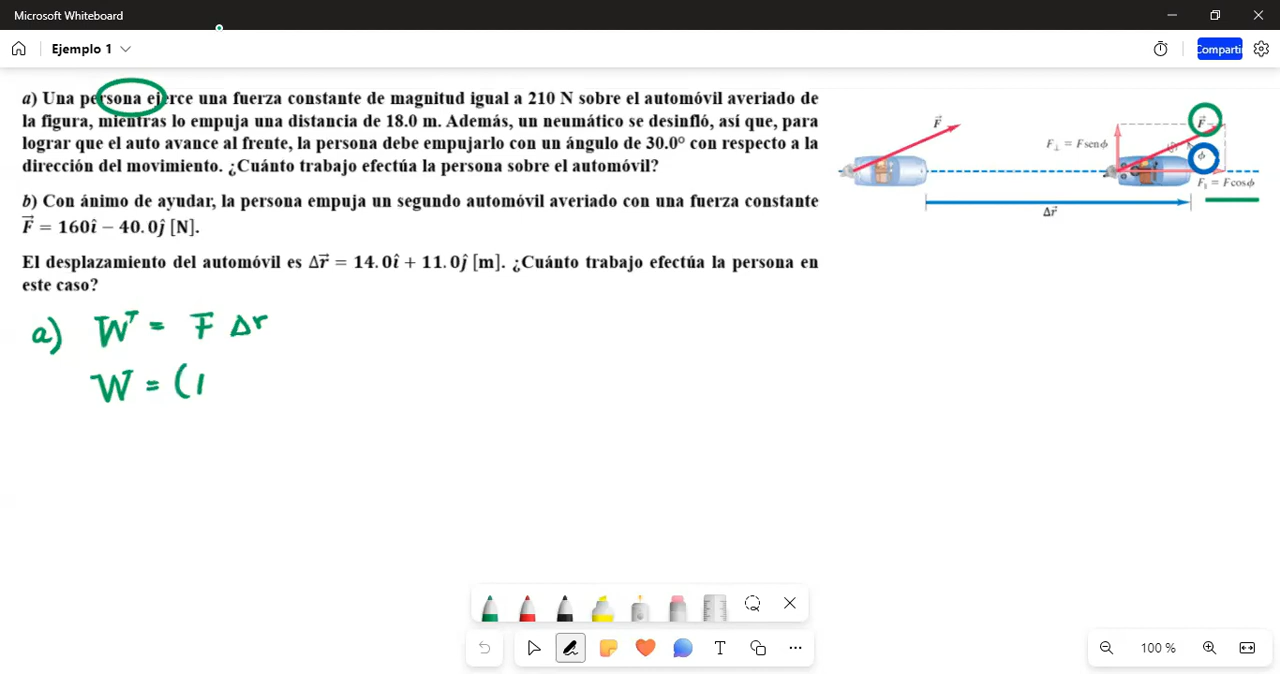 Microsoft Whiteboard
Ejemplo 1
Comparti
a) Una persona ejerce una fuerza constante de magnitud igual a 210 N sobre el automóvil averiado de
la figura, mientras lo empuja una distancia de 18.0 m. Además, un neumático se desinfló, así que, para
lograr que el auto avance al frente, la persona debe empujarlo con un ángulo de 30.0° con respecto a la
dirección del movimiento. ¿Cuánto trabajo efectúa la persona sobre el automóvil?
b) Con ánimo de ayudar, la persona empuja un segundo automóvil averiado con una fuerza constante
F⃗ = 160î − 40.0ĵ [N].
El desplazamiento del automóvil es Δr⃗ = 14.0î + 11.0ĵ [m]. ¿Cuánto trabajo efectúa la persona en
este caso?
F⃗
F⃗
F⊥ = Fsenϕ
ϕ
F∥ = Fcosϕ
Δr⃗
a) W = F Δr
W = (1
T
100 %